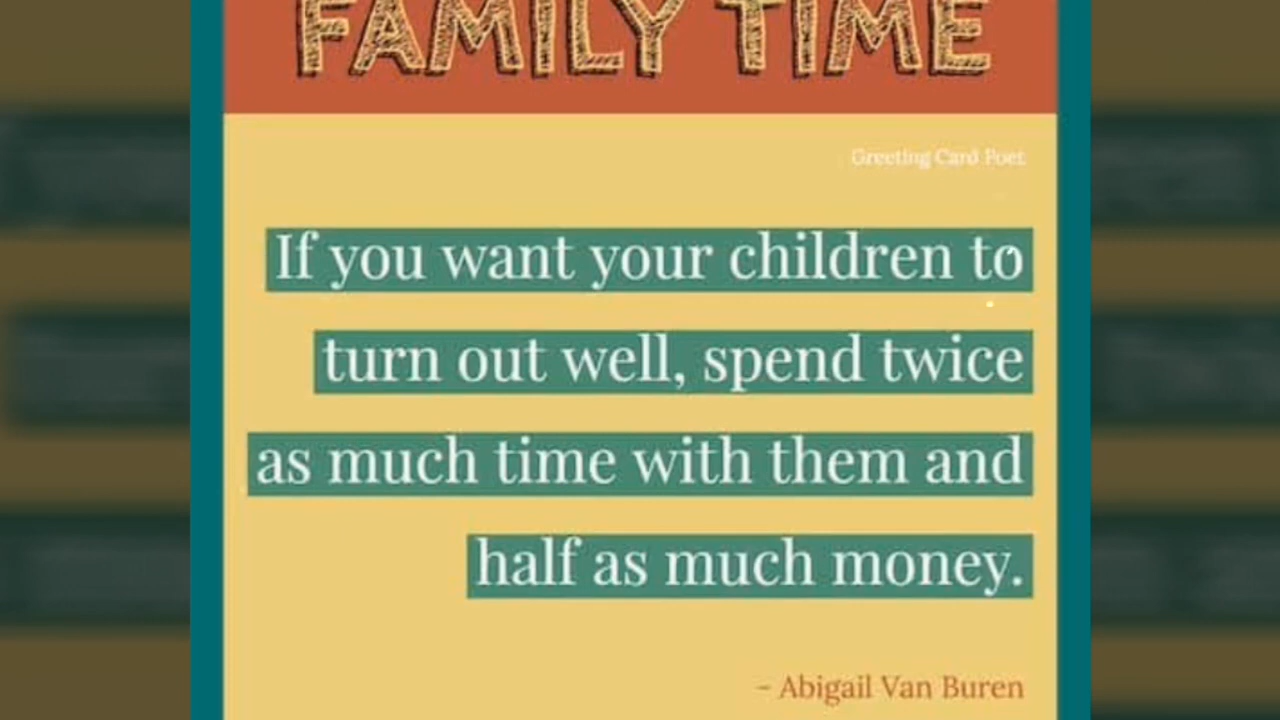 FAMILY TIME
Greeting Card Poet
If you want your children to
turn out well, spend twice
as much time with them and
half as much money.
- Abigail Van Buren